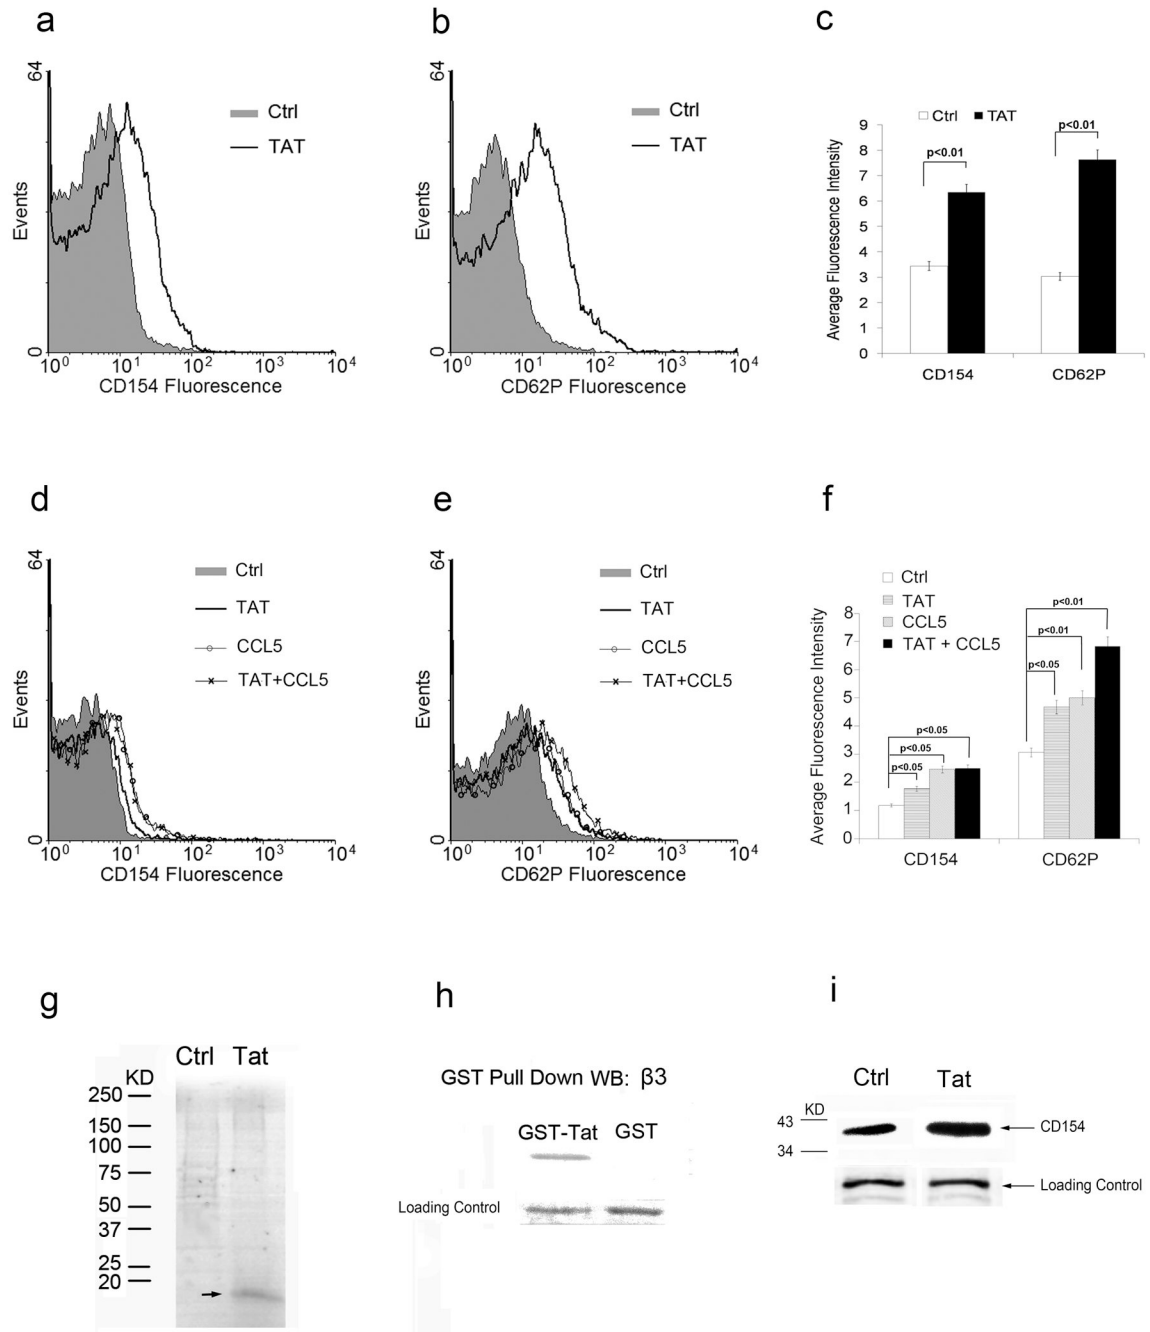 a
64
Events
0
Ctrl
TAT
10^0 10^1 10^2 10^3 10^4
CD154 Fluorescence
b
64
Events
0
Ctrl
TAT
10^0 10^1 10^2 10^3 10^4
CD62P Fluorescence
c
Ctrl TAT
Average Fluorescence Intensity
9
8
7
6
5
4
3
2
1
0
p<0.01
p<0.01
CD154 CD62P
d
64
Events
0
Ctrl
TAT
CCL5
TAT+CCL5
10^0 10^1 10^2 10^3 10^4
CD154 Fluorescence
e
64
Events
0
Ctrl
TAT
CCL5
TAT+CCL5
10^0 10^1 10^2 10^3 10^4
CD62P Fluorescence
f
Ctrl
TAT
CCL5
TAT + CCL5
Average Fluorescence Intensity
8
7
6
5
4
3
2
1
0
p<0.05
p<0.05
p<0.05
p<0.01
p<0.01
p<0.05
CD154 CD62P
g
Ctrl Tat
KD
250
150
100
75
50
37
25
20
h
GST Pull Down WB: β3
GST-Tat GST
Loading Control
i
Ctrl Tat
KD
43
34
CD154
Loading Control